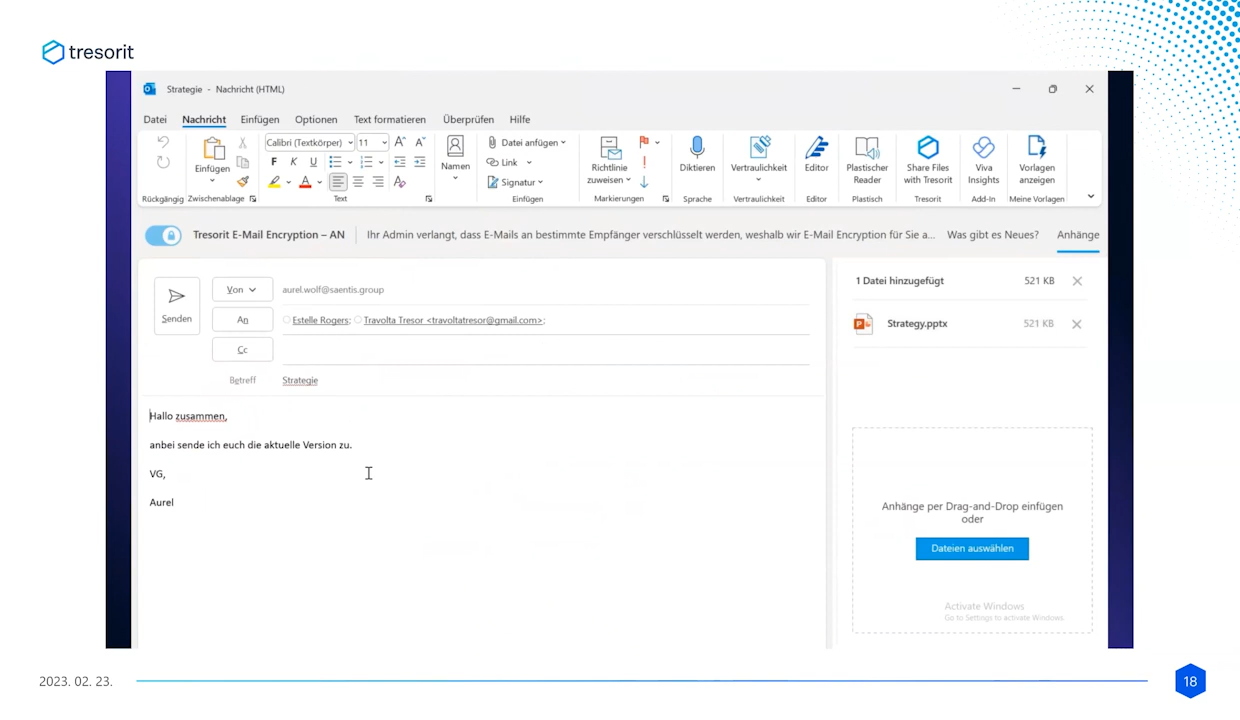 tresorit
Strategie - Nachricht (HTML)
Datei Nachricht Einfügen Optionen Text formatieren Überprüfen Hilfe
Calibri (Textkörper) 11 A A
Datei anfügen
Einfügen
F K U
Link
Namen
Signatur
Richtlinie
zuweisen
Diktieren
Vertraulichkeit
Editor
Plastischer
Reader
Share Files
with Tresorit
Viva
Insights
Vorlagen
anzeigen
Rückgängig Zwischenablage Text Einfügen Markierungen Sprache Vertraulichkeit Editor Plastisch Tresorit Add-In Meine Vorlagen
Tresorit E-Mail Encryption – AN Ihr Admin verlangt, dass E-Mails an bestimmte Empfänger verschlüsselt werden, weshalb wir E-Mail Encryption für Sie a... Was gibt es Neues? Anhänge
Senden
Von aurel.wolf@saentis.group
An Estelle Rogers; Travolta Tresor <travoltatresor@gmail.com>;
Cc
Betreff Strategie
Hallo zusammen,
anbei sende ich euch die aktuelle Version zu.
VG,
Aurel
1 Datei hinzugefügt 521 KB
Strategy.pptx 521 KB
Anhänge per Drag-and-Drop einfügen
oder
Dateien auswählen
Activate Windows
Go to Settings to activate Windows.
2023. 02. 23.
18